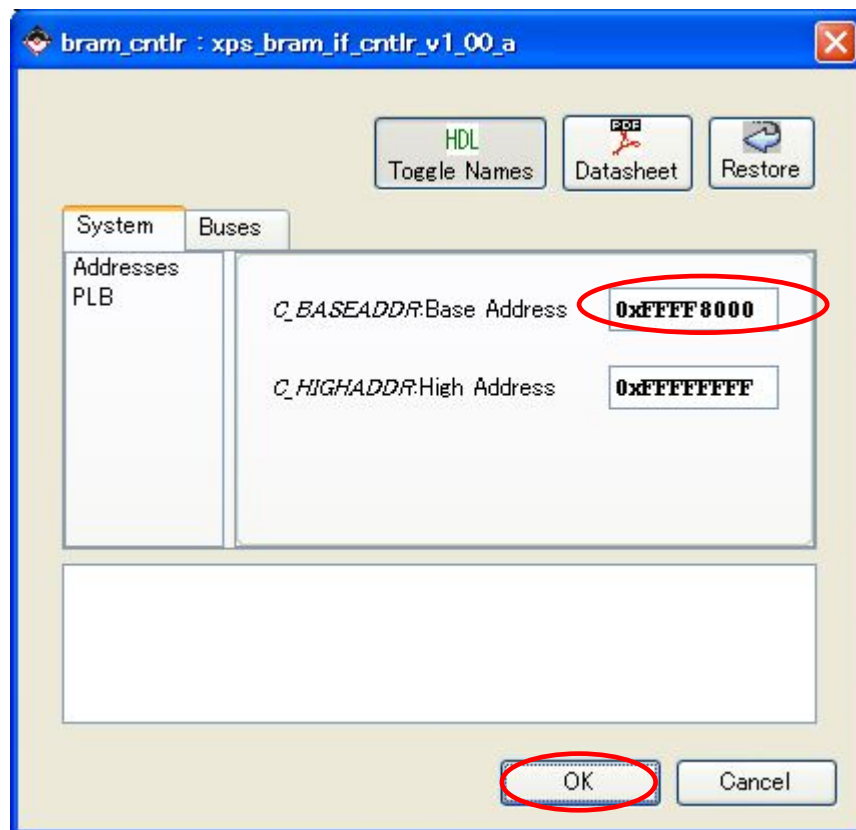 bram_cntlr : xps_bram_if_cntlr_v1_00_a
HDL
Toggle Names
PDF
Datasheet
Restore
System
Buses
Addresses
PLB
C_BASEADDR:Base Address
0xFFFF8000
C_HIGHADDR:High Address
0xFFFFFFFF
OK
Cancel